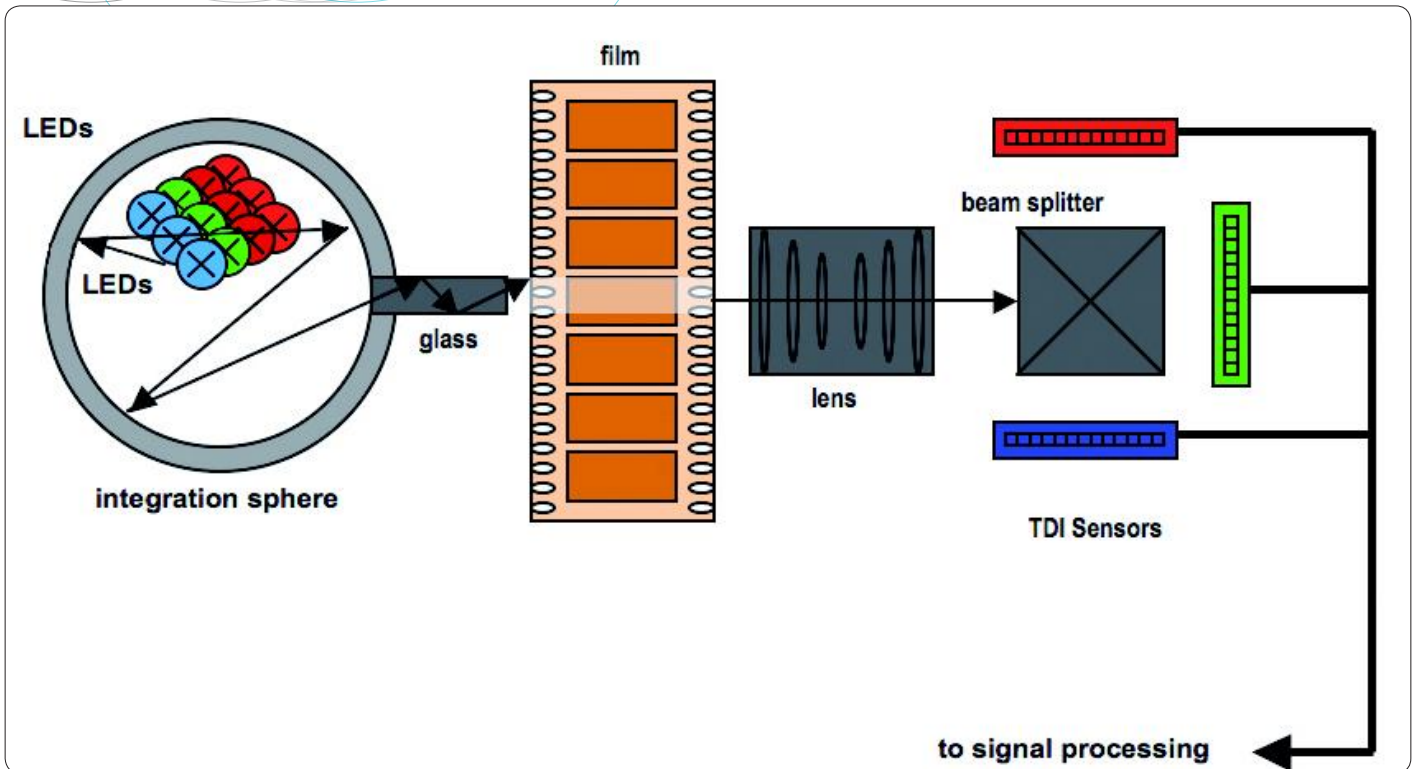 film
LEDs
beam splitter
LEDs
glass
lens
integration sphere
TDI Sensors
to signal processing